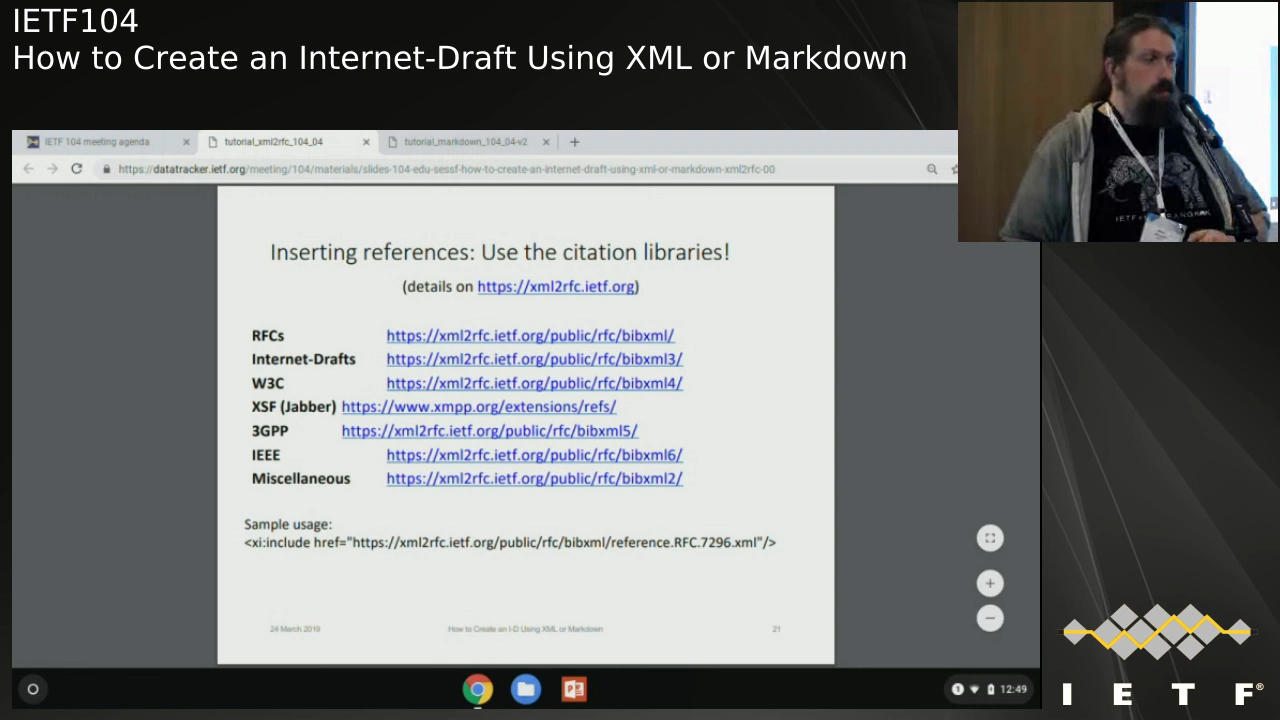 IETF104
How to Create an Internet-Draft Using XML or Markdown
IETF 104 meeting agenda
tutorial_xml2rfc_104_04
tutorial_markdown_104_04-v2
https://datatracker.ietf.org/meeting/104/materials/slides-104-edu-sessf-how-to-create-an-internet-draft-using-xml-or-markdown-xml2rfc-00
Inserting references: Use the citation libraries!
(details on https://xml2rfc.ietf.org)
RFCs https://xml2rfc.ietf.org/public/rfc/bibxml/
Internet-Drafts https://xml2rfc.ietf.org/public/rfc/bibxml3/
W3C https://xml2rfc.ietf.org/public/rfc/bibxml4/
XSF (Jabber) https://www.xmpp.org/extensions/refs/
3GPP https://xml2rfc.ietf.org/public/rfc/bibxml5/
IEEE https://xml2rfc.ietf.org/public/rfc/bibxml6/
Miscellaneous https://xml2rfc.ietf.org/public/rfc/bibxml2/
Sample usage:
<xi:include href="https://xml2rfc.ietf.org/public/rfc/bibxml/reference.RFC.7296.xml"/>
24 March 2019 How to Create an I-D Using XML or Markdown 21
12:49
I E T F®